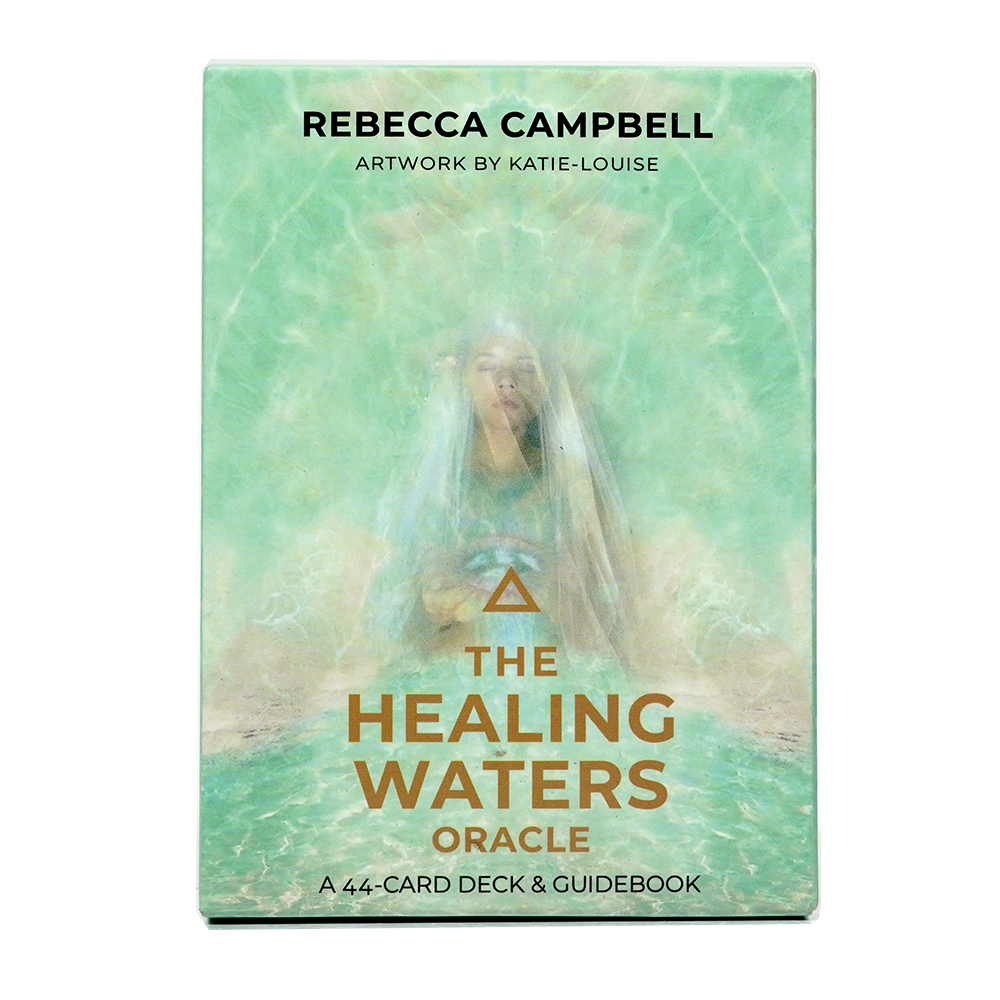 REBECCA CAMPBELL
ARTWORK BY KATIE-LOUISE
THE
HEALING
WATERS
ORACLE
A 44-CARD DECK & GUIDEBOOK